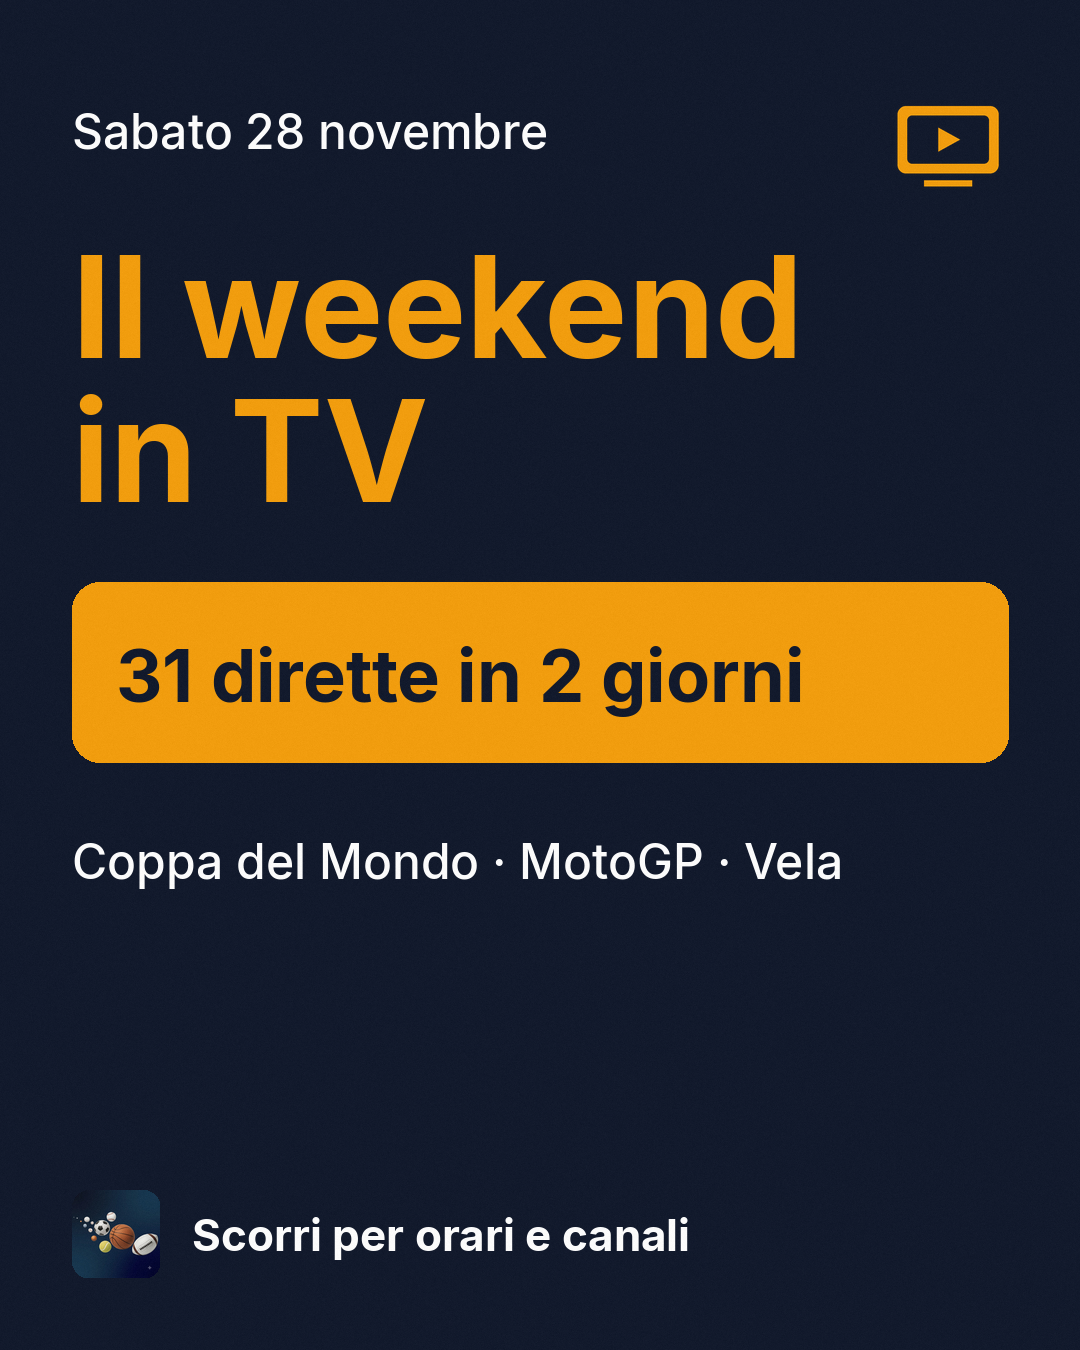 Sabato 28 novembre
Il weekend
in TV
31 dirette in 2 giorni
Coppa del Mondo · MotoGP · Vela
Scorri per orari e canali